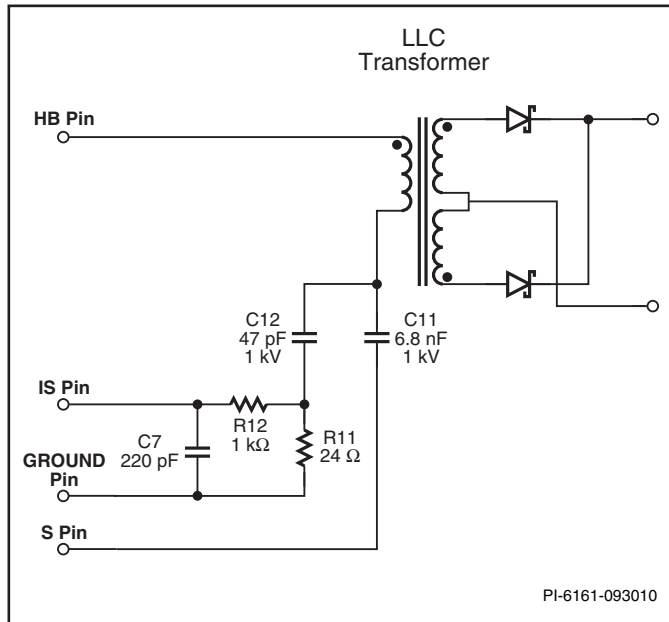 LLC
Transformer
HB Pin
C12
47 pF
1 kV
C11
6.8 nF
1 kV
IS Pin
R12
1 kΩ
C7
220 pF
R11
24 Ω
GROUND
Pin
S Pin
PI-6161-093010